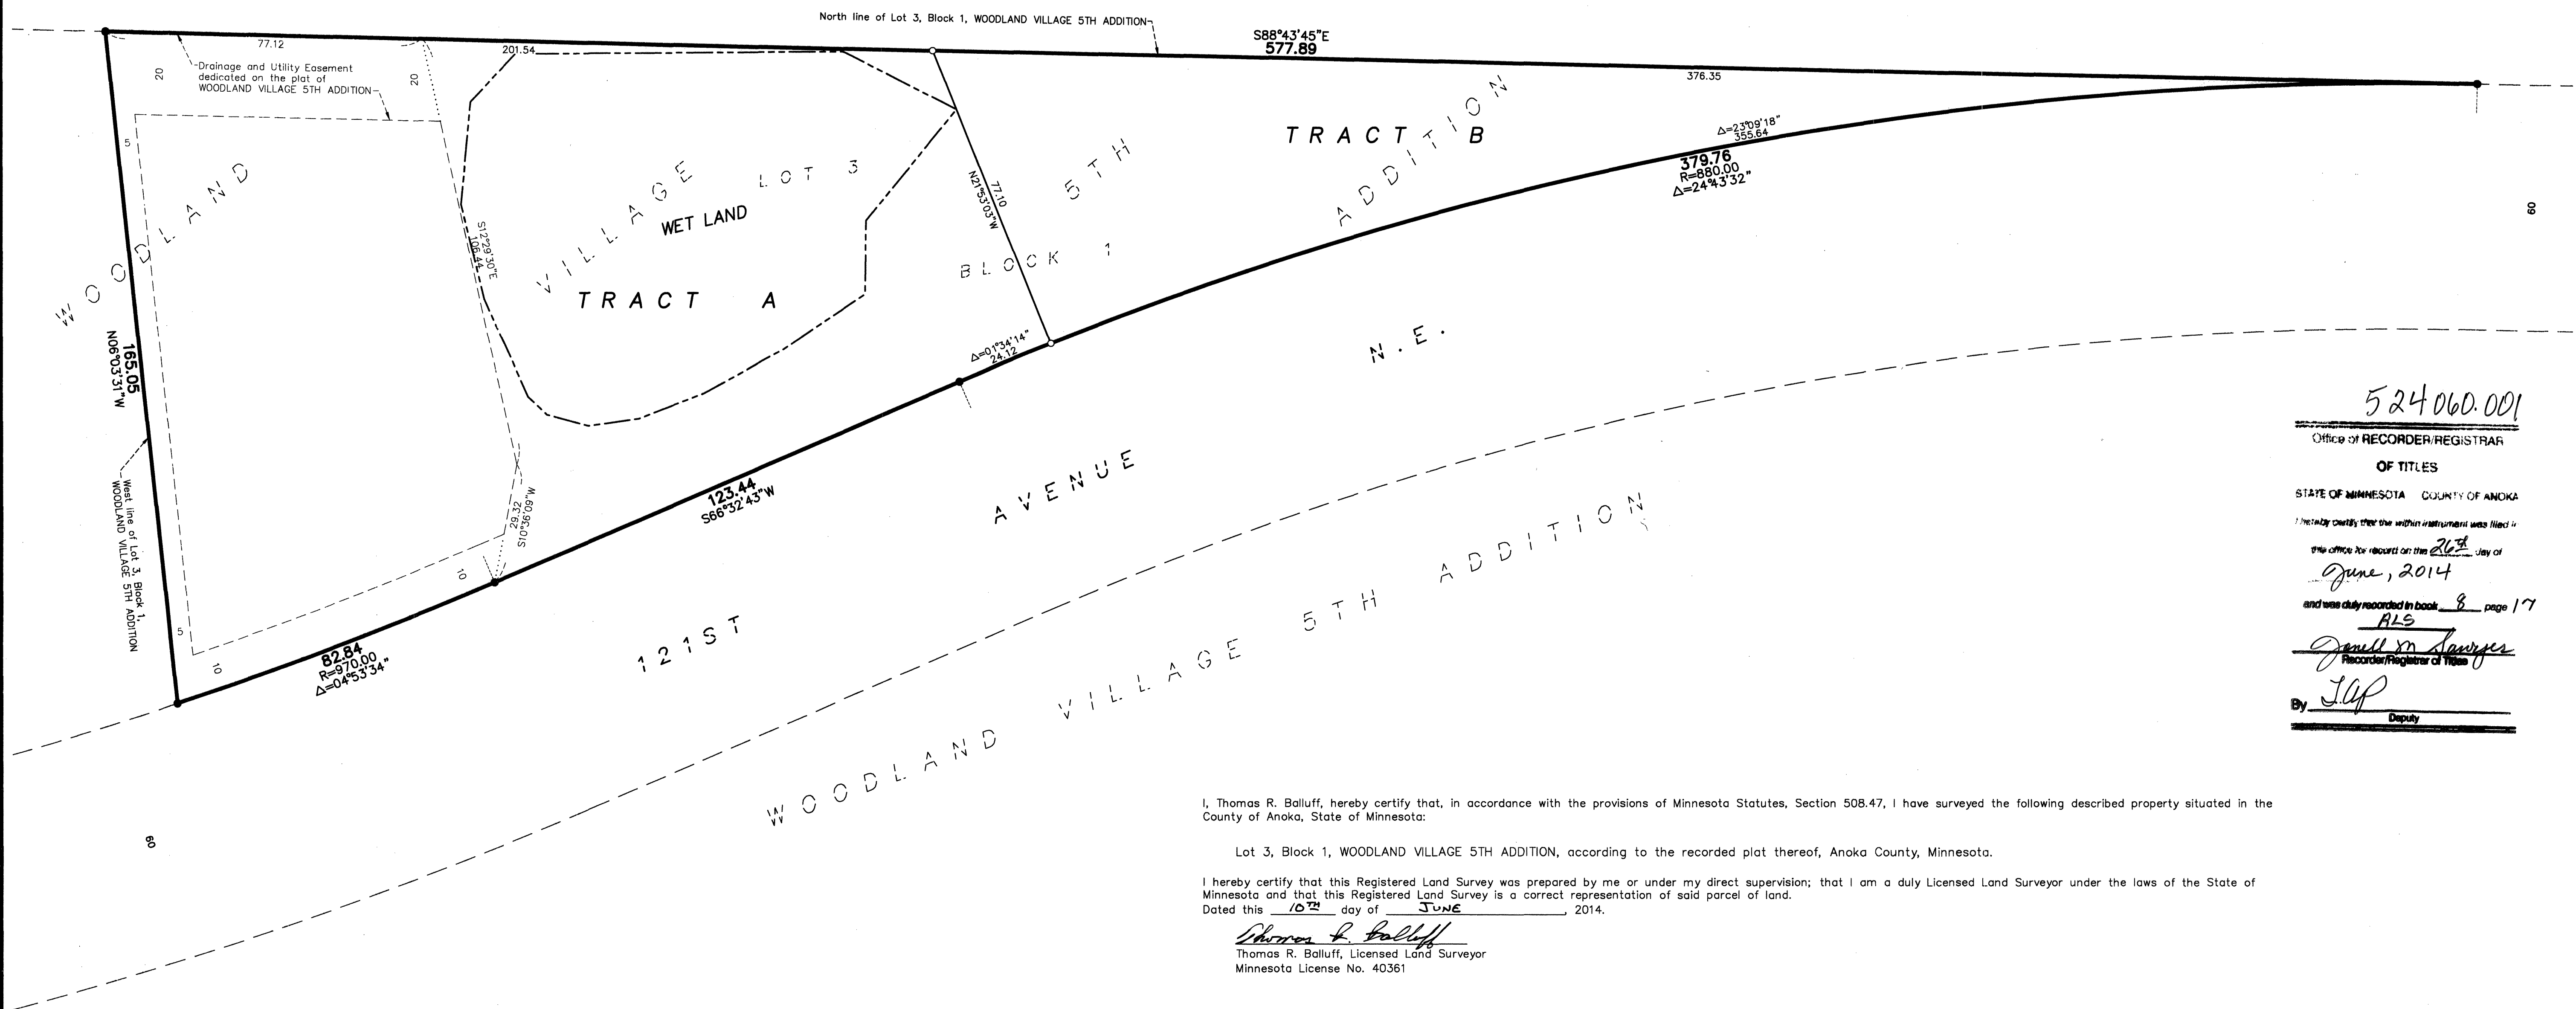 North line of Lot 3, Block 1, WOODLAND VILLAGE 5TH ADDITION
S88°43'45"E
577.89
77.12
201.54
376.35
20
Drainage and Utility Easement
dedicated on the plat of
WOODLAND VILLAGE 5TH ADDITION
20
5
WOODLAND
VILLAGE
5TH
ADDITION
LOT 3
WET LAND
TRACT A
TRACT B
BLOCK 1
77.10
N21°53'03"W
S12°29'30"E
106.44
Δ=23°09'18"
355.64
379.76
R=880.00
Δ=24°43'32"
60
165.05
N06°03'31"W
Δ=01°34'14"
24.12
West line of Lot 3, Block 1,
WOODLAND VILLAGE 5TH ADDITION
123.44
S66°32'43"W
29.32
S10°36'09"W
10
5
10
82.84
R=970.00
Δ=04°53'34"
121ST AVENUE N.E.
WOODLAND VILLAGE 5TH ADDITION
60
524060.001
Office of RECORDER/REGISTRAR
OF TITLES
STATE OF MINNESOTA COUNTY OF ANOKA
I hereby certify that the within instrument was filed in
this office for record on the 26th day of
June, 2014
and was duly recorded in book 8 page 17
RLS
Recorder/Registrar of Titles
By
Deputy
I, Thomas R. Balluff, hereby certify that, in accordance with the provisions of Minnesota Statutes, Section 508.47, I have surveyed the following described property situated in the
County of Anoka, State of Minnesota:
Lot 3, Block 1, WOODLAND VILLAGE 5TH ADDITION, according to the recorded plat thereof, Anoka County, Minnesota.
I hereby certify that this Registered Land Survey was prepared by me or under my direct supervision; that I am a duly Licensed Land Surveyor under the laws of the State of
Minnesota and that this Registered Land Survey is a correct representation of said parcel of land.
Dated this 10TH day of JUNE, 2014.
Thomas R. Balluff
Thomas R. Balluff, Licensed Land Surveyor
Minnesota License No. 40361